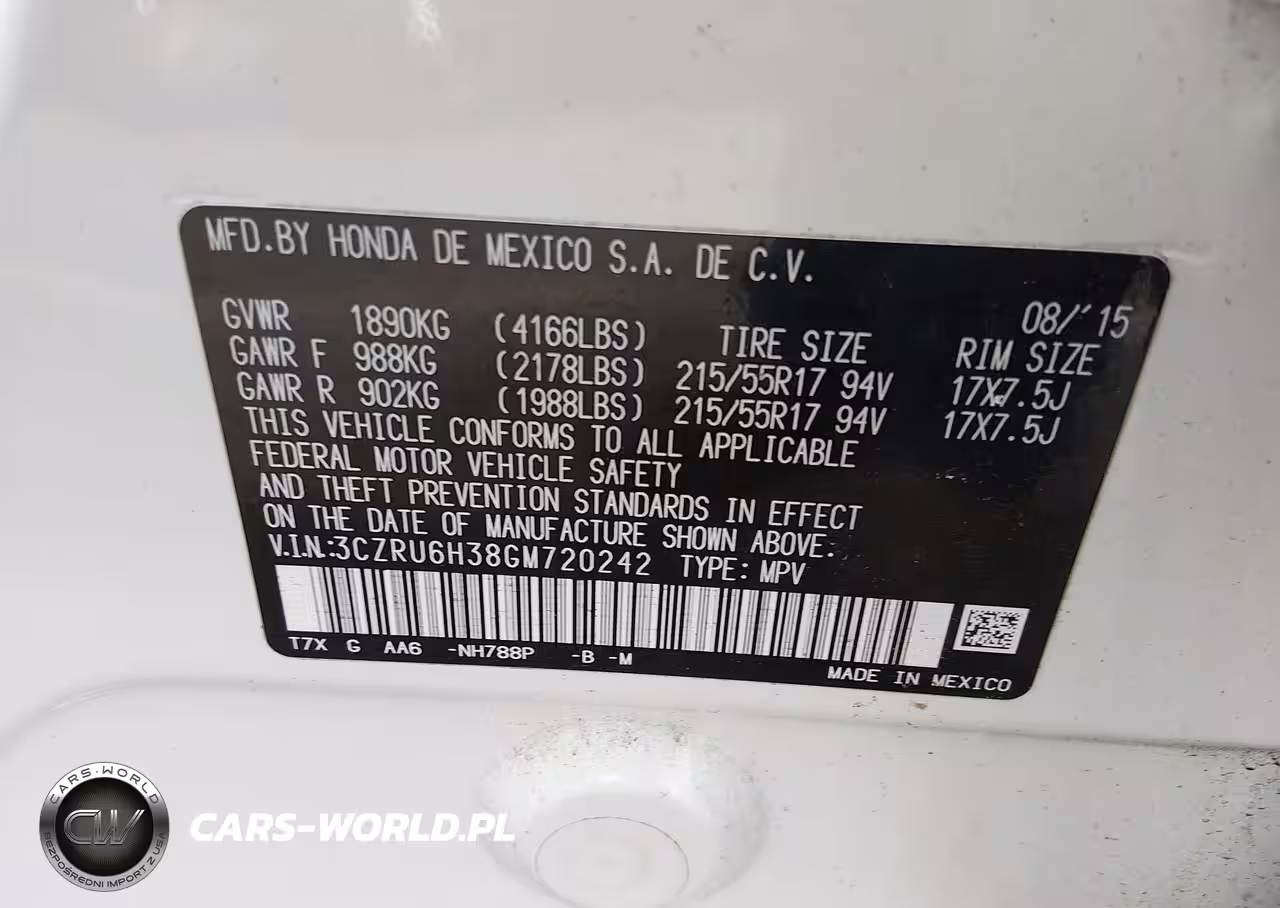 MFD.BY HONDA DE MEXICO S.A. DE C.V.
08/'15
GVWR 1890KG (4166LBS) TIRE SIZE RIM SIZE
GAWR F 988KG (2178LBS) 215/55R17 94V 17X7.5J
GAWR R 902KG (1988LBS) 215/55R17 94V 17X7.5J
THIS VEHICLE CONFORMS TO ALL APPLICABLE
FEDERAL MOTOR VEHICLE SAFETY
AND THEFT PREVENTION STANDARDS IN EFFECT
ON THE DATE OF MANUFACTURE SHOWN ABOVE.
V.I.N.:3CZRU6H38GM720242 TYPE: MPV
T7X G AA6 -NH788P -B -M
MADE IN MEXICO
CARS-WORLD
CW
BEZPOŚREDNI IMPORT Z USA
CARS-WORLD.PL